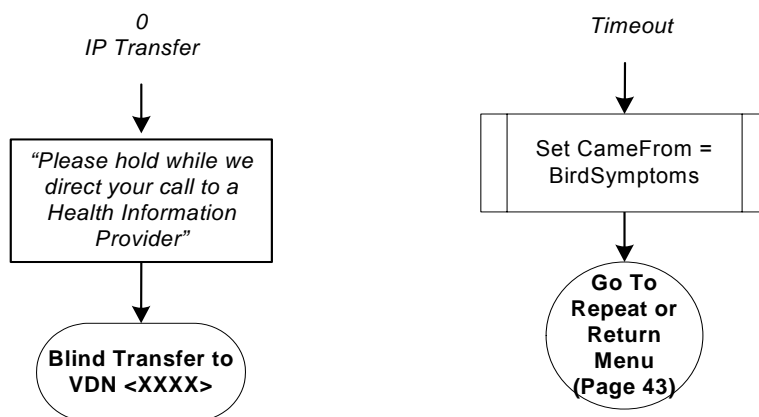 0
IP Transfer
“Please hold while we
direct your call to a
Health Information
Provider”
Blind Transfer to
VDN <XXXX>
Timeout
Set CameFrom =
BirdSymptoms
Go To
Repeat or
Return
Menu
(Page 43)